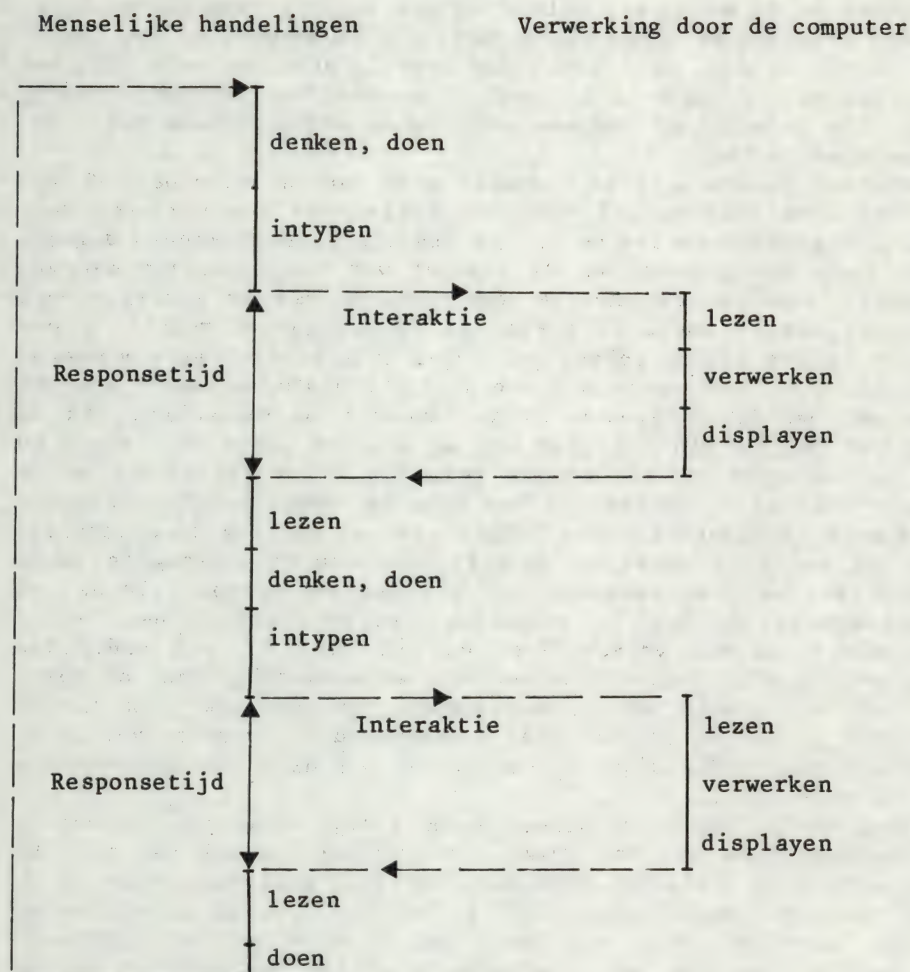 Menselijke handelingen Verwerking door de computer
denken, doen
intypen
Interaktie
lezen
Responsetijd
verwerken
displayen
lezen
denken, doen
intypen
Interaktie
lezen
Responsetijd
verwerken
displayen
lezen
doen